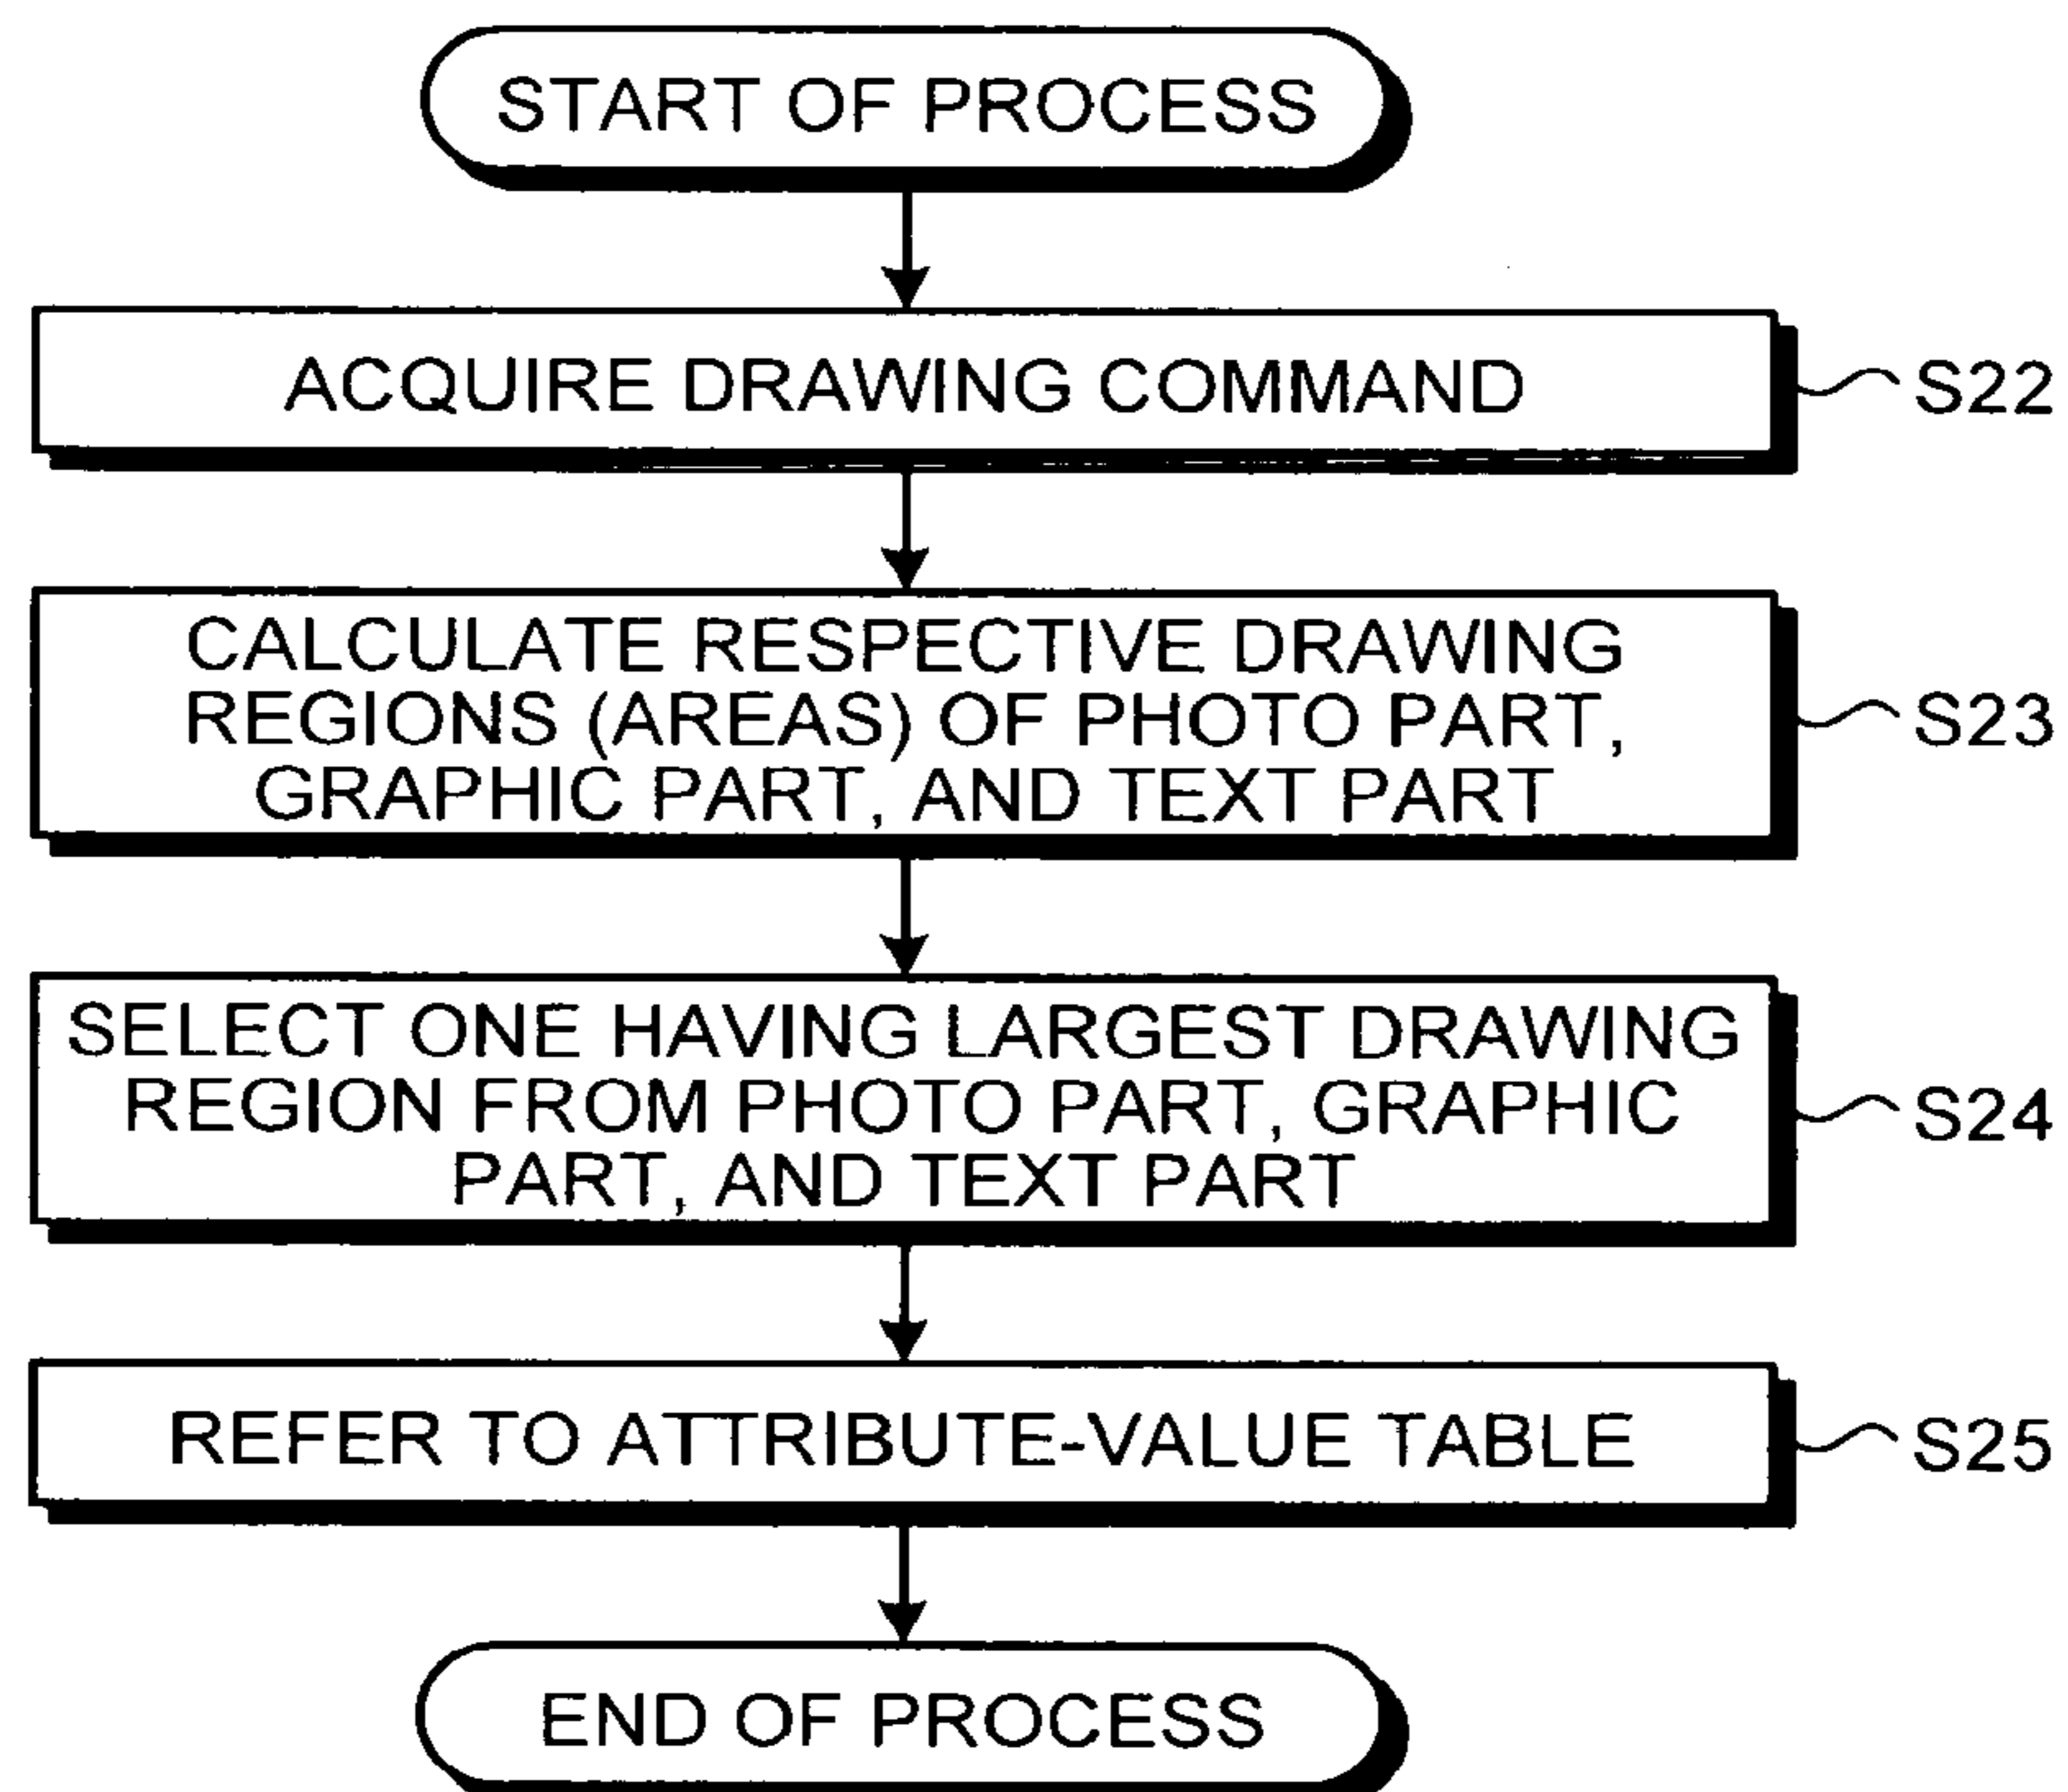 START OF PROCESS
ACQUIRE DRAWING COMMAND
S22
CALCULATE RESPECTIVE DRAWING
REGIONS (AREAS) OF PHOTO PART,
GRAPHIC PART, AND TEXT PART
S23
SELECT ONE HAVING LARGEST DRAWING
REGION FROM PHOTO PART, GRAPHIC
PART, AND TEXT PART
S24
REFER TO ATTRIBUTE-VALUE TABLE
S25
END OF PROCESS